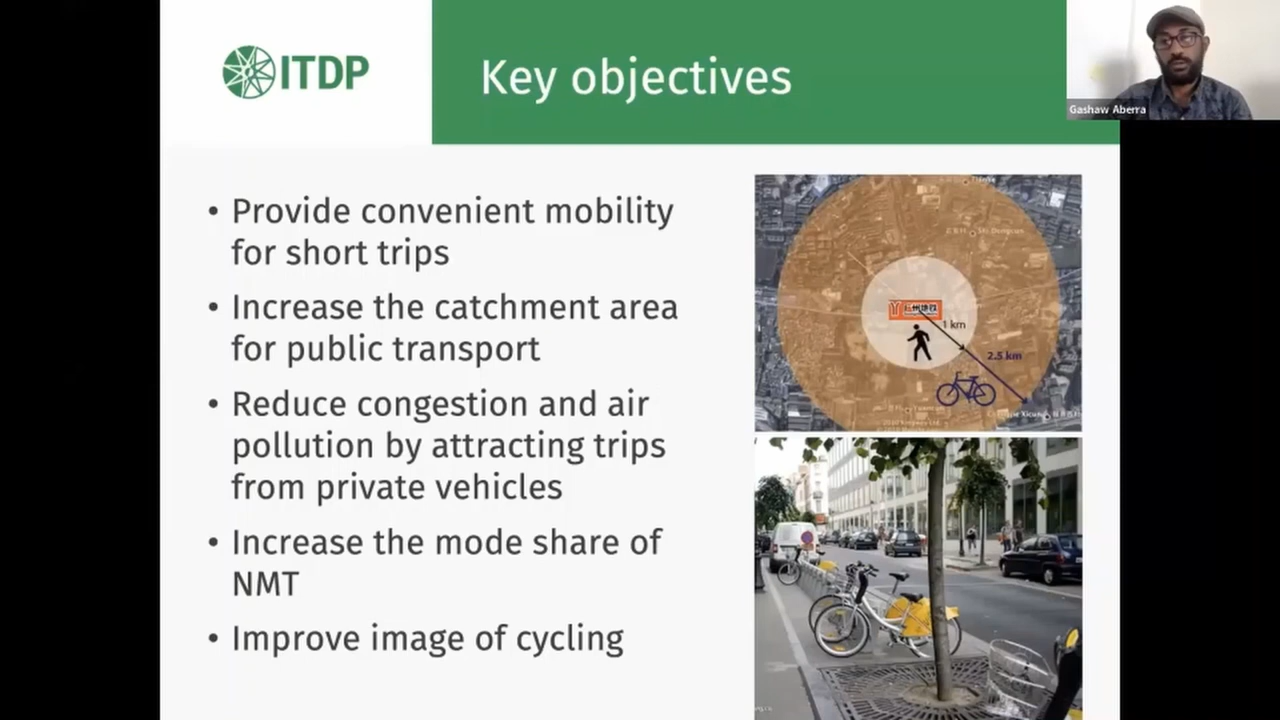 ITDP
Key objectives
Gashaw Aberra
• Provide convenient mobility
for short trips
• Increase the catchment area
for public transport
• Reduce congestion and air
pollution by attracting trips
from private vehicles
• Increase the mode share of
NMT
• Improve image of cycling
1 km
2.5 km